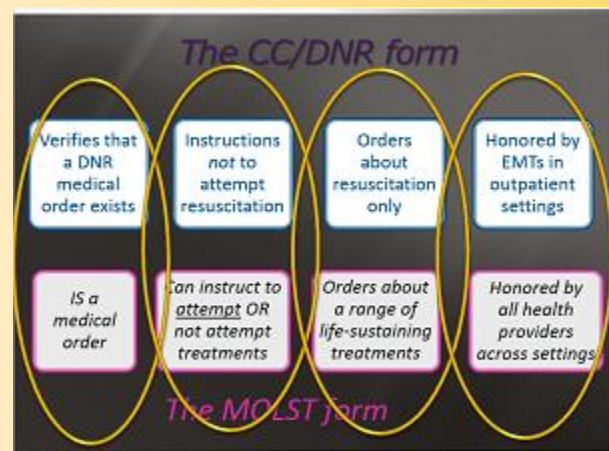 The CC/DNR form
Verifies that
a DNR
medical
order exists
Instructions
not to
attempt
resuscitation
Orders
about
resuscitation
only
Honored by
EMTs in
outpatient
settings
IS a
medical
order
Can instruct to
attempt OR
not attempt
treatments
Orders about
a range of
life-sustaining
treatments
Honored by
all health
providers
across settings
The MOLST form